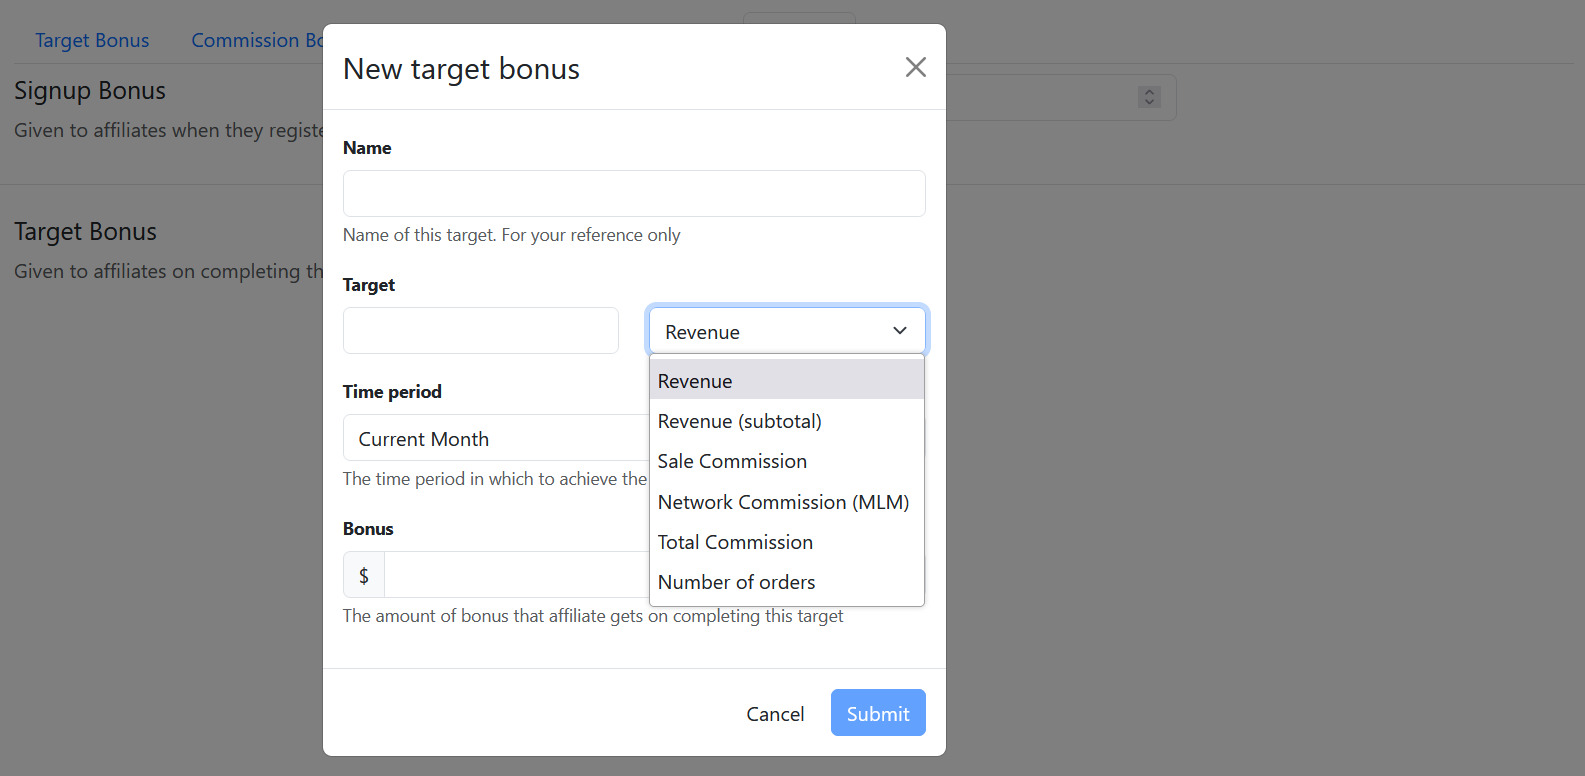 Target Bonus
Commission Bo
Signup Bonus
Given to affiliates when they registe
Target Bonus
Given to affiliates on completing th
New target bonus
Name
Name of this target. For your reference only
Target
Revenue
Revenue
Revenue (subtotal)
Sale Commission
Network Commission (MLM)
Total Commission
Number of orders
Time period
Current Month
The time period in which to achieve the
Bonus
$
The amount of bonus that affiliate gets on completing this target
Cancel
Submit